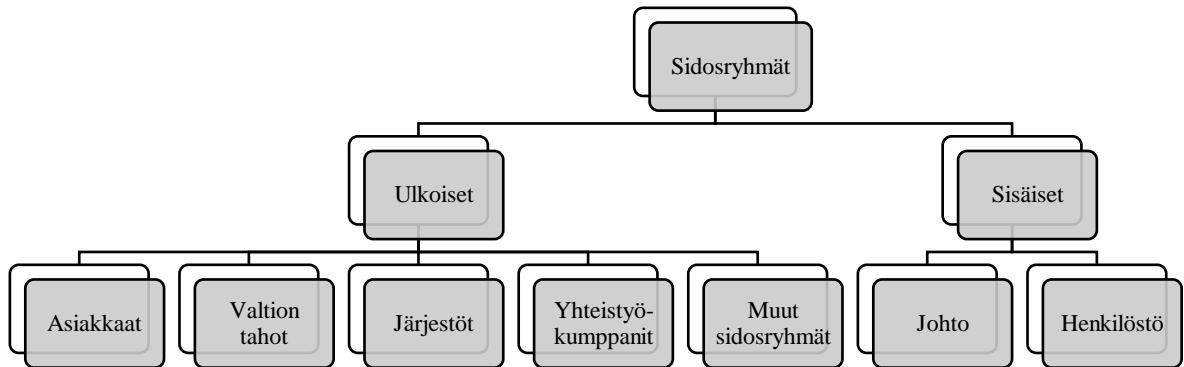 Sidosryhmät
Ulkoiset
Sisäiset
Asiakkaat
Valtion
tahot
Järjestöt
Yhteistyö-
kumppanit
Muut
sidosryhmät
Johto
Henkilöstö